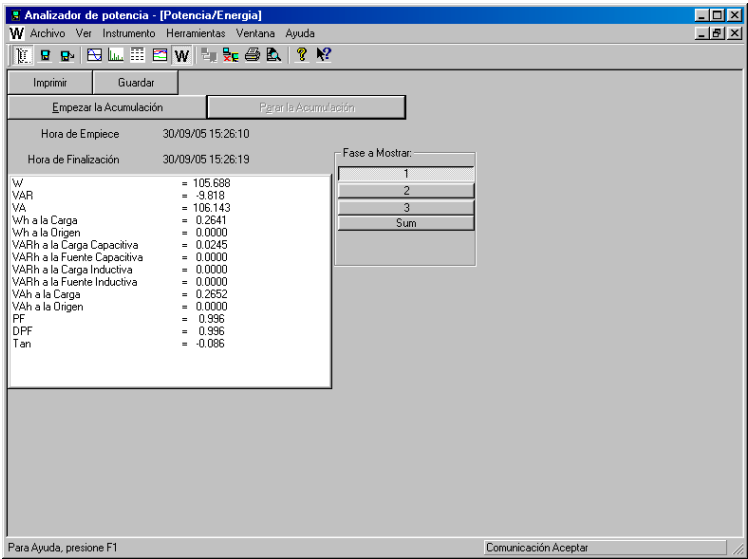 Analizador de potencia - [Potencia/Energia]
Archivo Ver Instrumento Herramientas Ventana Ayuda
Imprimir Guardar
Empezar la Acumulación Parar la Acumulación
Hora de Empiece 30/09/05 15:26:10
Hora de Finalización 30/09/05 15:26:19
Fase a Mostrar:
1
2
3
Sum
W = 105.688
VAR = -9.818
VA = 106.143
Wh a la Carga = 0.2641
Wh a la Origen = 0.0000
VARh a la Carga Capacitiva = 0.0245
VARh a la Fuente Capacitiva = 0.0000
VARh a la Carga Inductiva = 0.0000
VARh a la Fuente Inductiva = 0.0000
VAh a la Carga = 0.2652
VAh a la Origen = 0.0000
PF = 0.996
DPF = 0.996
Tan = -0.086
Para Ayuda, presione F1 Comunicación Aceptar